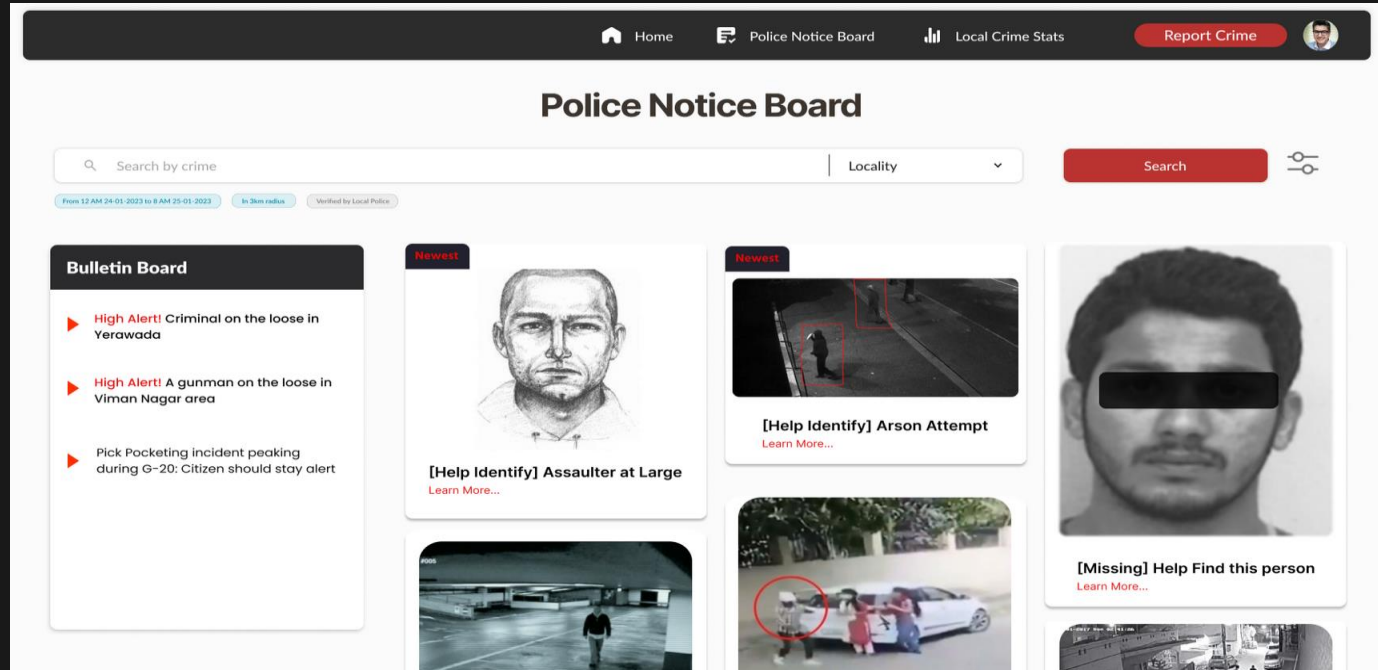 Home
Police Notice Board
Local Crime Stats
Report Crime
Police Notice Board
Search by crime
Locality
Search
From 12 AM 24-01-2023 to 8 AM 25-01-2023
In 3km radius
Verified by Local Police
Bulletin Board
High Alert! Criminal on the loose in
Yerawada
High Alert! A gunman on the loose in
Viman Nagar area
Pick Pocketing incident peaking
during G-20: Citizen should stay alert
Newest
[Help Identify] Assaulter at Large
Learn More...
Newest
[Help Identify] Arson Attempt
Learn More...
[Missing] Help Find this person
Learn More...